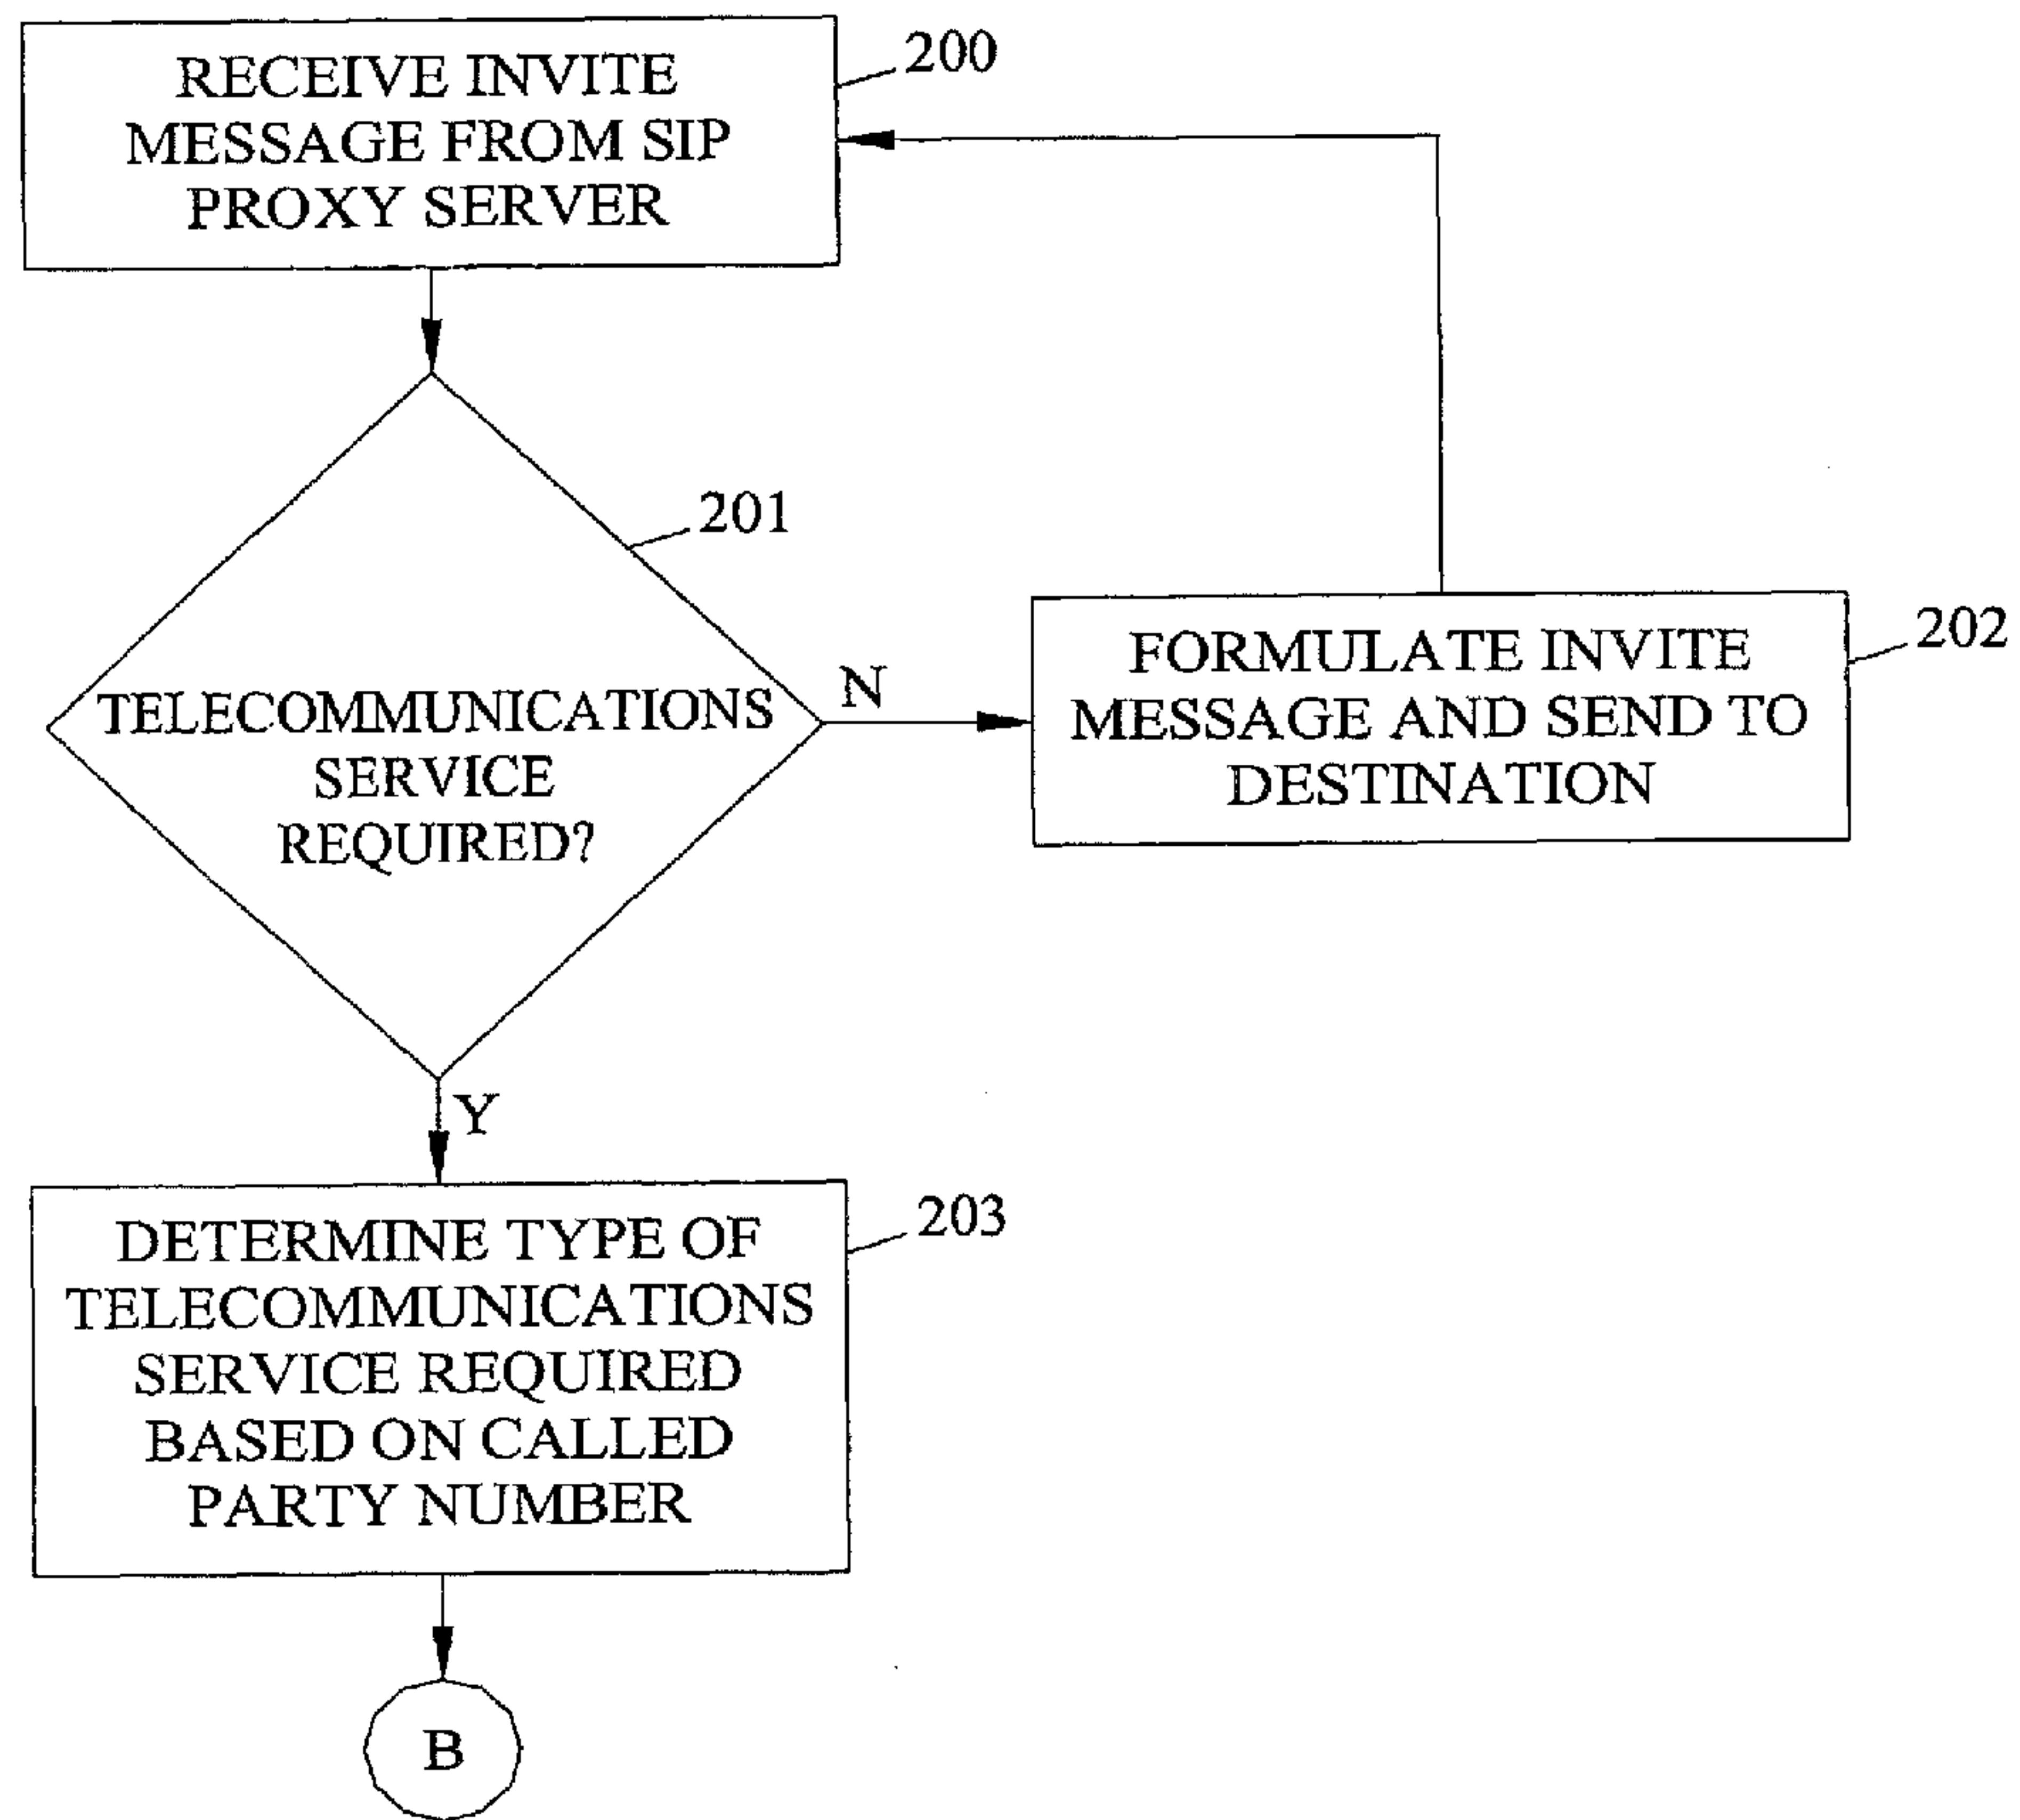 RECEIVE INVITE
MESSAGE FROM SIP
PROXY SERVER
200
201
TELECOMMUNICATIONS
SERVICE
REQUIRED?
N
FORMULATE INVITE
MESSAGE AND SEND TO
DESTINATION
202
Y
DETERMINE TYPE OF
TELECOMMUNICATIONS
SERVICE REQUIRED
BASED ON CALLED
PARTY NUMBER
203
B